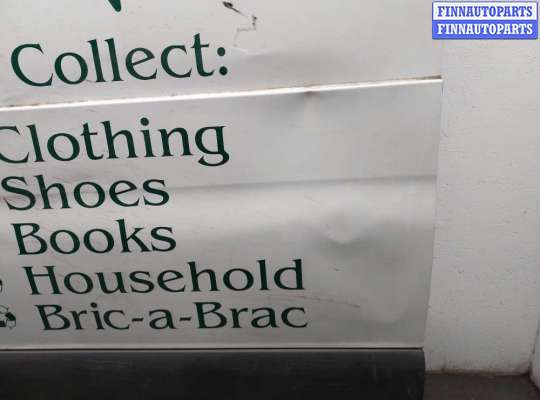 FINNAUTOPARTS
FINNAUTOPARTS
Collect:
Clothing
Shoes
Books
Household
Bric-a-Brac